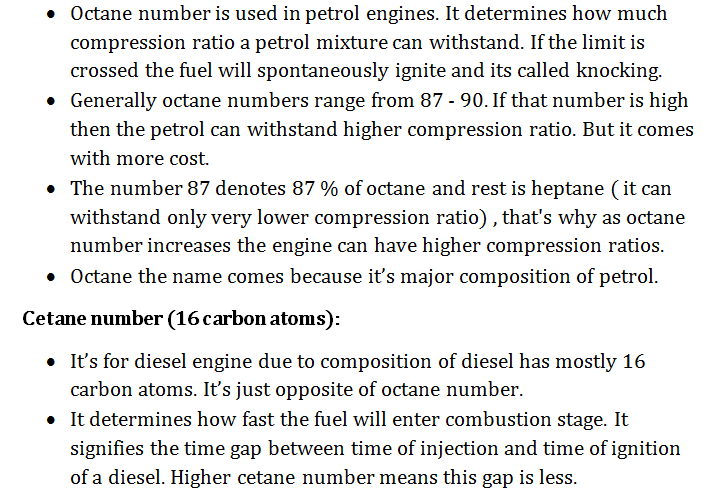 • Octane number is used in petrol engines. It determines how much
compression ratio a petrol mixture can withstand. If the limit is
crossed the fuel will spontaneously ignite and its called knocking.
• Generally octane numbers range from 87 - 90. If that number is high
then the petrol can withstand higher compression ratio. But it comes
with more cost.
• The number 87 denotes 87 % of octane and rest is heptane ( it can
withstand only very lower compression ratio) , that's why as octane
number increases the engine can have higher compression ratios.
• Octane the name comes because it's major composition of petrol.
Cetane number (16 carbon atoms):
• It's for diesel engine due to composition of diesel has mostly 16
carbon atoms. It's just opposite of octane number.
• It determines how fast the fuel will enter combustion stage. It
signifies the time gap between time of injection and time of ignition
of a diesel. Higher cetane number means this gap is less.